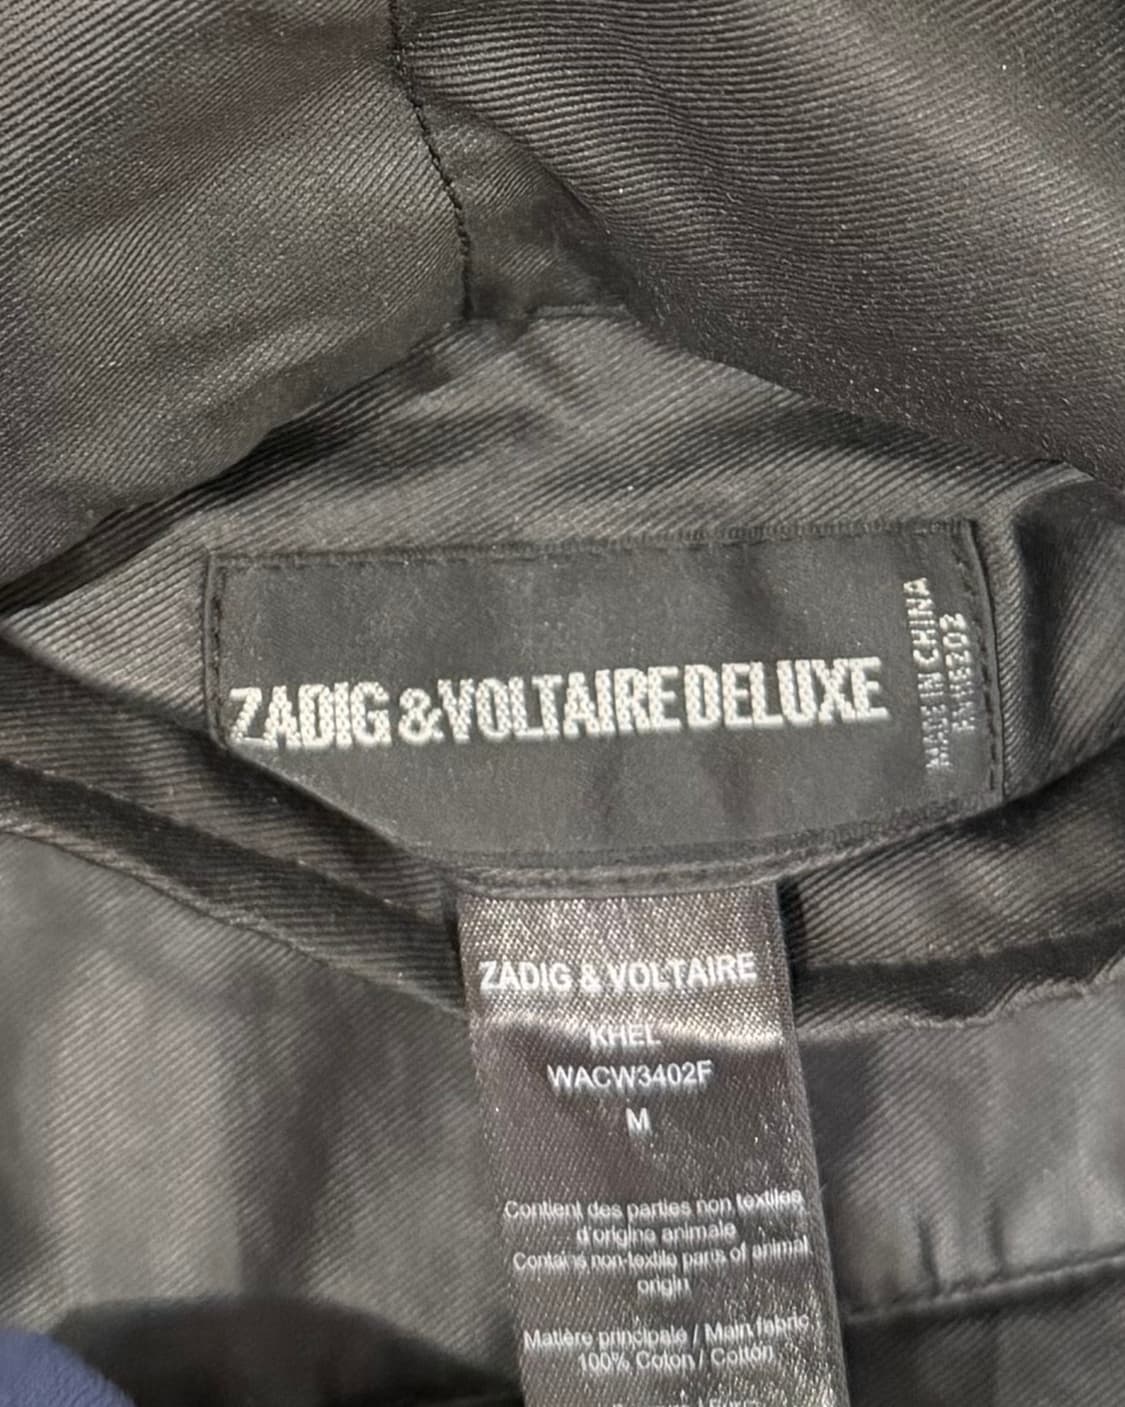 ZADIG & VOLTAIRE DELUXE
MADE IN CHINA
ZADIG & VOLTAIRE
KHEL
WACW3402F
M
Contient des parties non textiles
d'origine animale
Contains non-textile parts of animal
origin
Matière principale / Main fabric
100% Coton / Cotton